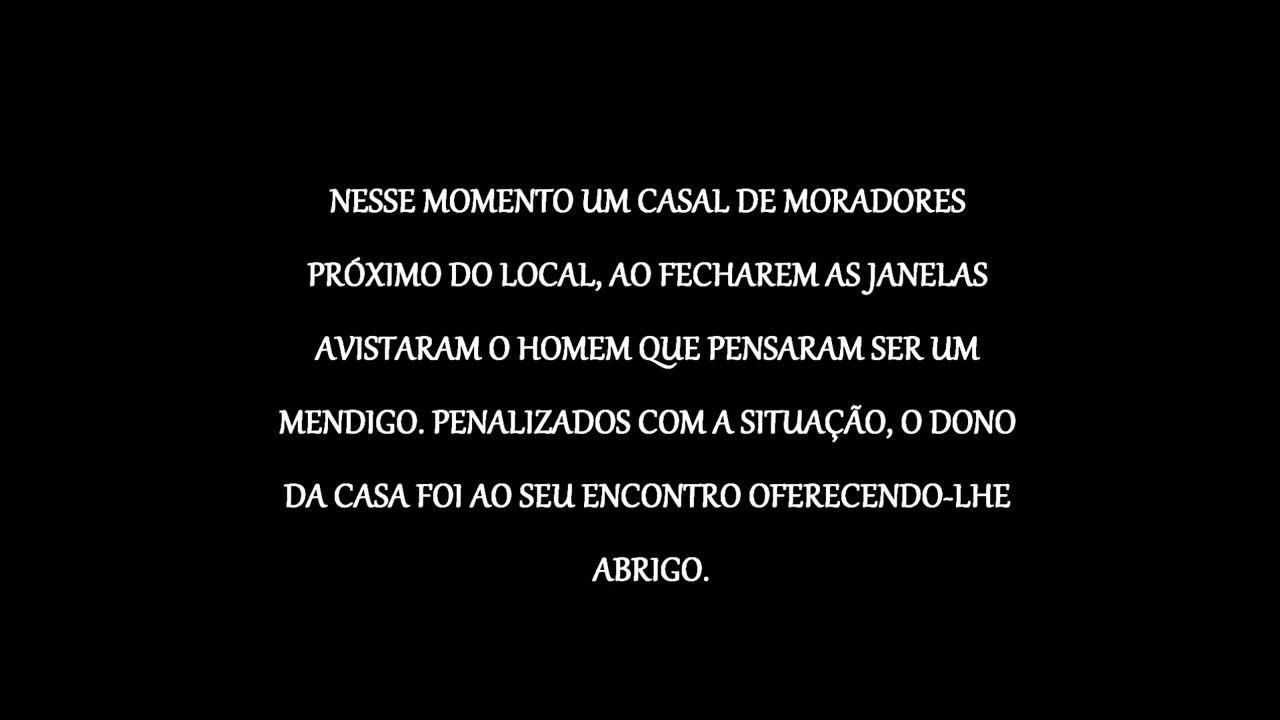 NESSE MOMENTO UM CASAL DE MORADORES
PRÓXIMO DO LOCAL, AO FECHAREM AS JANELAS
AVISTARAM O HOMEM QUE PENSARAM SER UM
MENDIGO. PENALIZADOS COM A SITUAÇÃO, O DONO
DA CASA FOI AO SEU ENCONTRO OFERECENDO-LHE
ABRIGO.